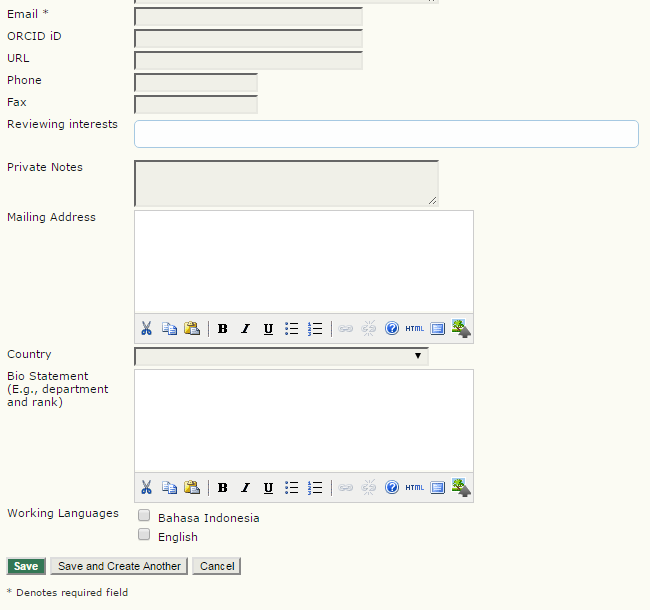 Email *
ORCID iD
URL
Phone
Fax
Reviewing interests
Private Notes
Mailing Address
B I U HTML
Country
Bio Statement
(E.g., department
and rank)
B I U HTML
Working Languages
Bahasa Indonesia
English
Save Save and Create Another Cancel
* Denotes required field